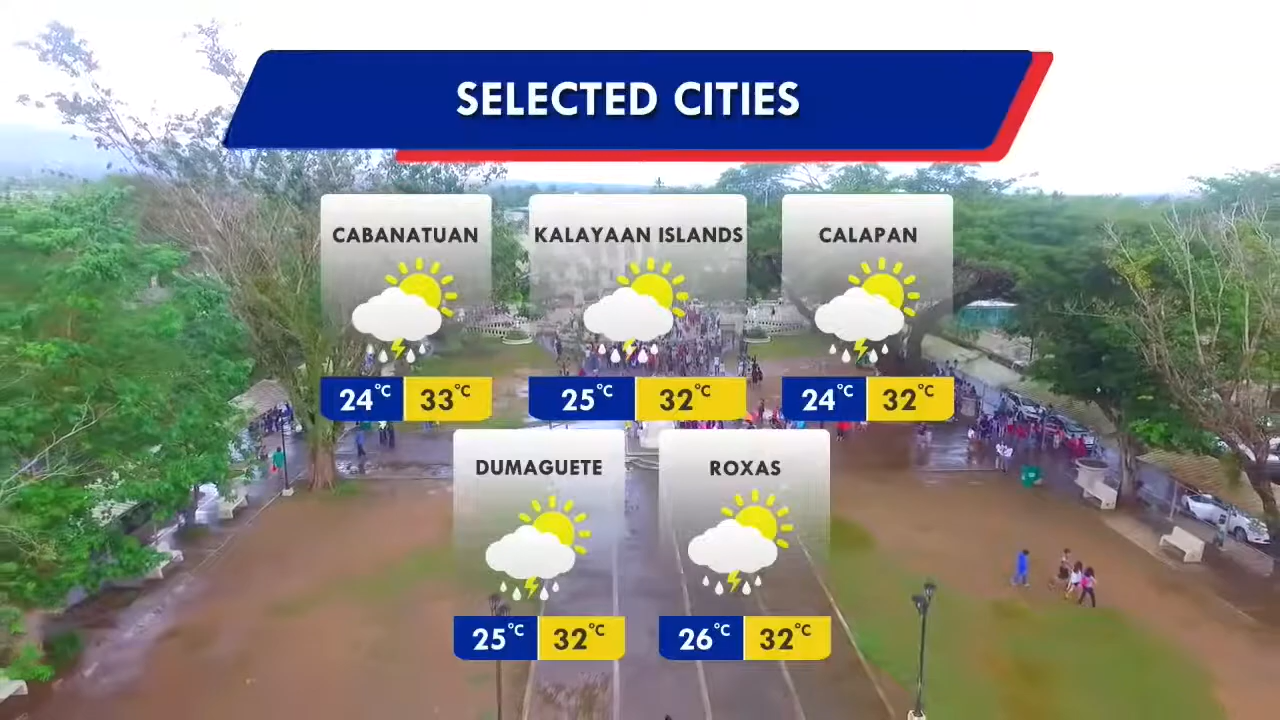 SELECTED CITIES
CABANATUAN
24°C 33°C
KALAYAAN ISLANDS
25°C 32°C
CALAPAN
24°C 32°C
DUMAGUETE
25°C 32°C
ROXAS
26°C 32°C